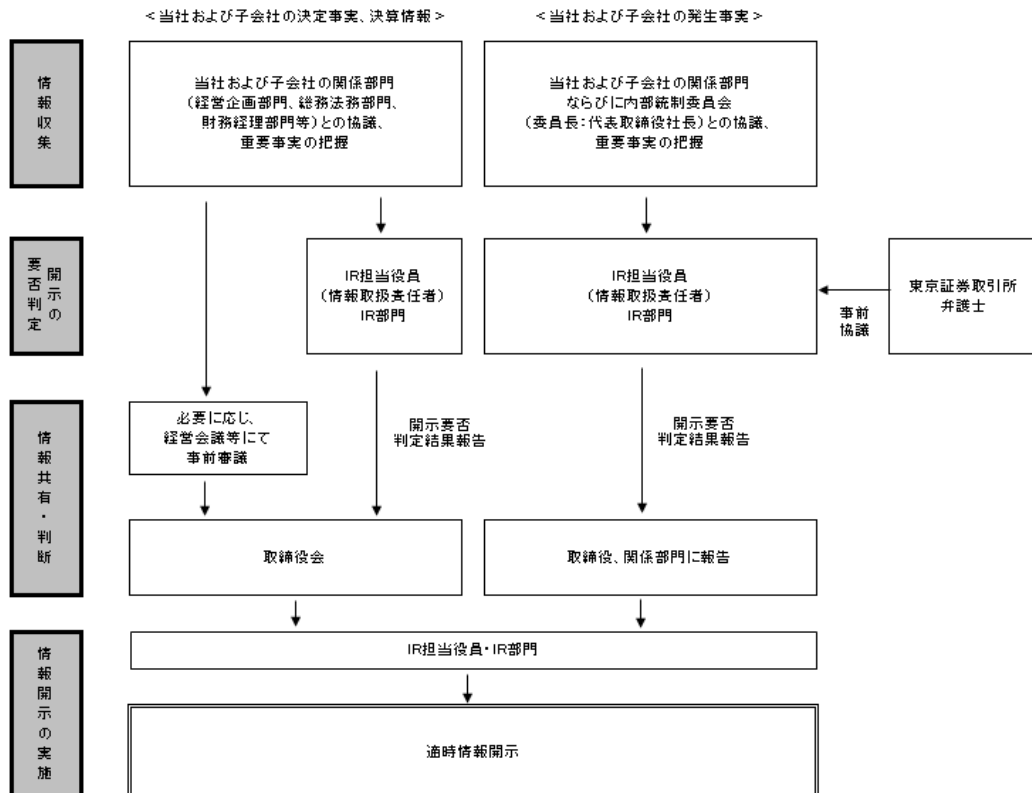 ＜当社および子会社の決定事実、決算情報＞
＜当社および子会社の発生事実＞
情報収集
当社および子会社の関係部門
（経営企画部門、総務法務部門、
財務経理部門等）との協議、
重要事実の把握
当社および子会社の関係部門
ならびに内部統制委員会
（委員長：代表取締役社長）との協議、
重要事実の把握
開示の
要否判定
IR担当役員
（情報取扱責任者）
IR部門
IR担当役員
（情報取扱責任者）
IR部門
事前
協議
東京証券取引所
弁護士
情報共有・判断
必要に応じ、
経営会議等にて
事前審議
開示要否
判定結果報告
開示要否
判定結果報告
取締役会
取締役、関係部門に報告
情報開示の実施
IR担当役員・IR部門
適時情報開示